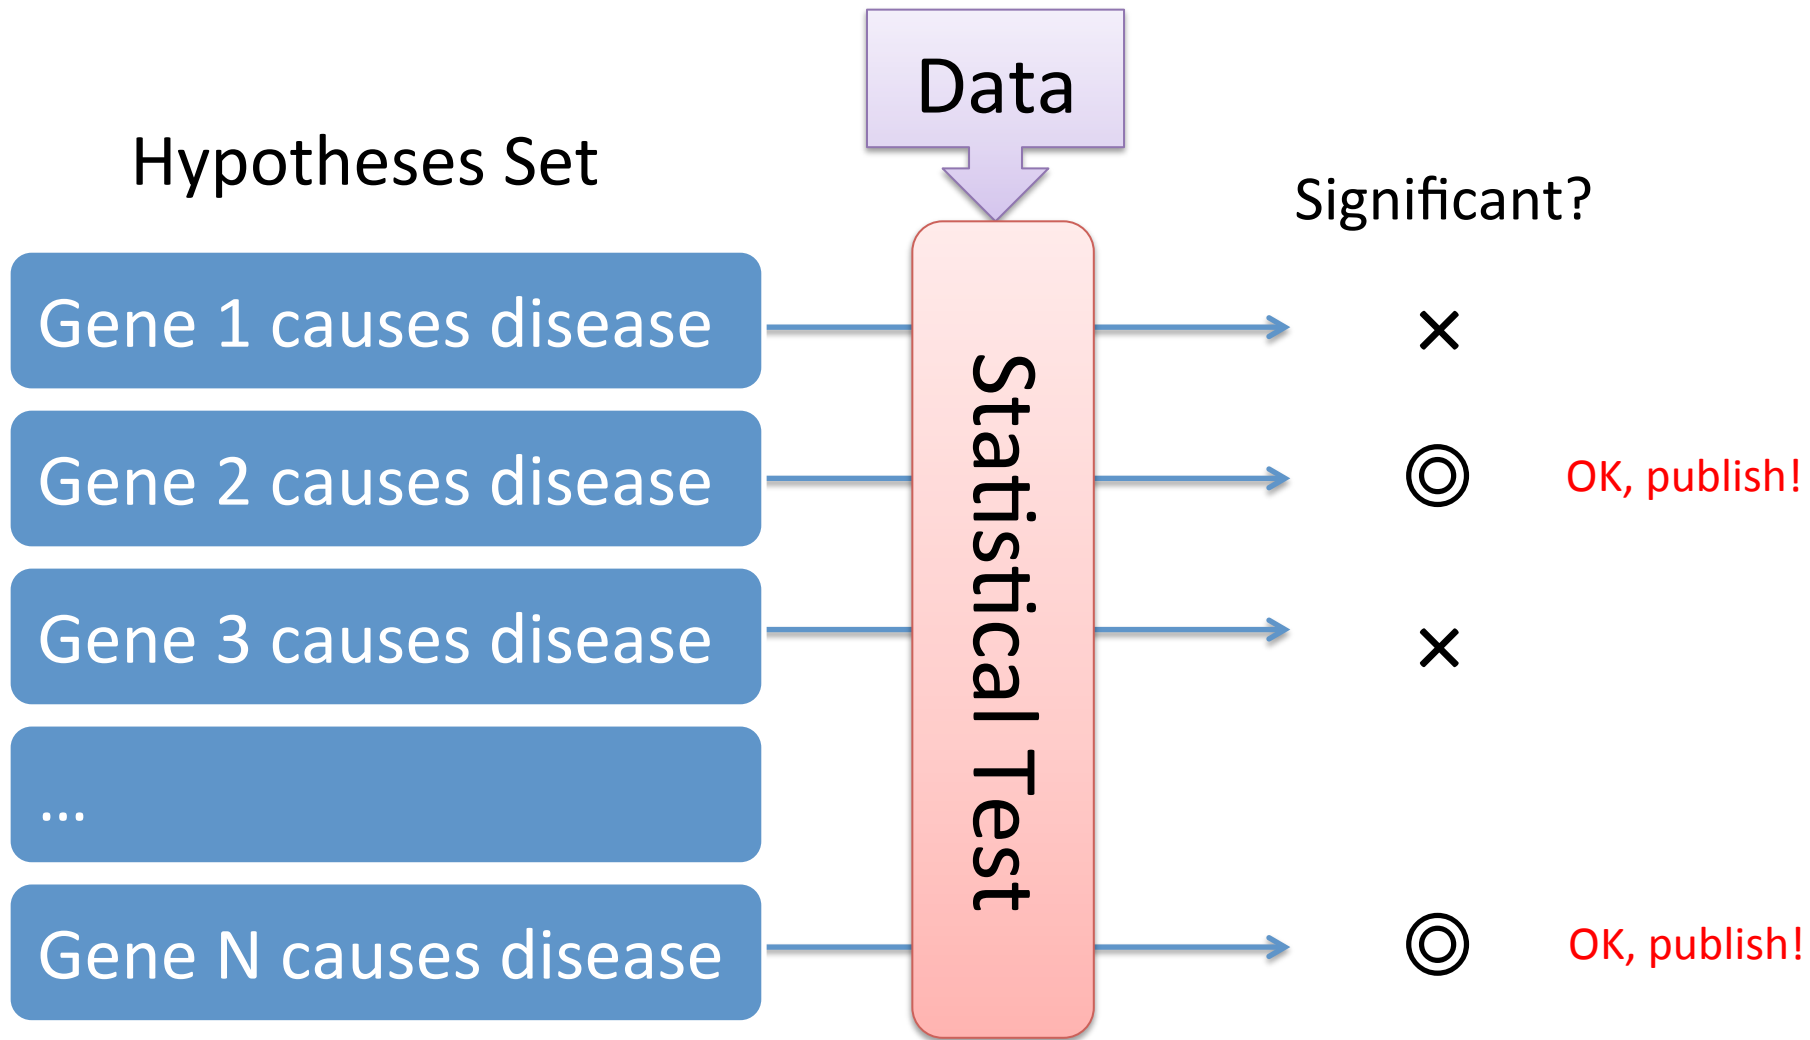 Data
Hypotheses Set
Significant?
Gene 1 causes disease
×
Gene 2 causes disease
◎
OK, publish!
Gene 3 causes disease
×
...
Gene N causes disease
◎
OK, publish!
Statistical Test